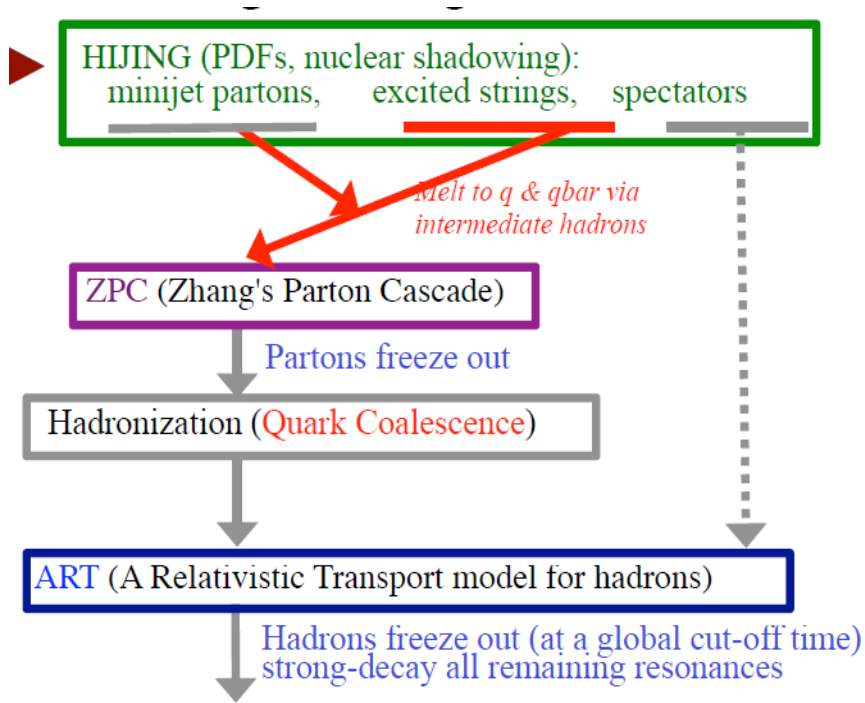 HIJING (PDFs, nuclear shadowing):
minijet partons, excited strings, spectators
Melt to q & qbar via
intermediate hadrons
ZPC (Zhang's Parton Cascade)
Partons freeze out
Hadronization (Quark Coalescence)
ART (A Relativistic Transport model for hadrons)
Hadrons freeze out (at a global cut-off time)
strong-decay all remaining resonances